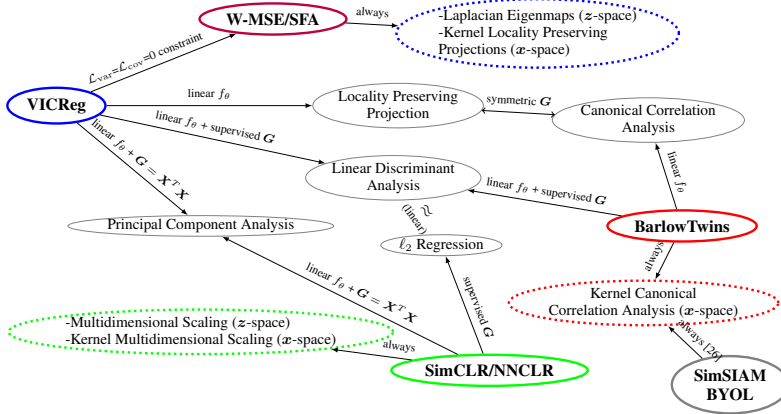 W-MSE/SFA
always
-Laplacian Eigenmaps (z-space)
-Kernel Locality Preserving
Projections (x-space)
ℒvar=ℒcov=0 constraint
VICReg
linear fθ
Locality Preserving
Projection
symmetric G
Canonical Correlation
Analysis
linear fθ + supervised G
linear fθ + G = XᵀX
Linear Discriminant
Analysis
linear fθ + supervised G
linear fθ
≈
(linear)
Principal Component Analysis
ℓ2 Regression
BarlowTwins
always
linear fθ + G = XᵀX
supervised G
Kernel Canonical
Correlation Analysis (x-space)
-Multidimensional Scaling (z-space)
-Kernel Multidimensional Scaling (x-space)
always
always [26]
SimCLR/NNCLR
SimSIAM
BYOL